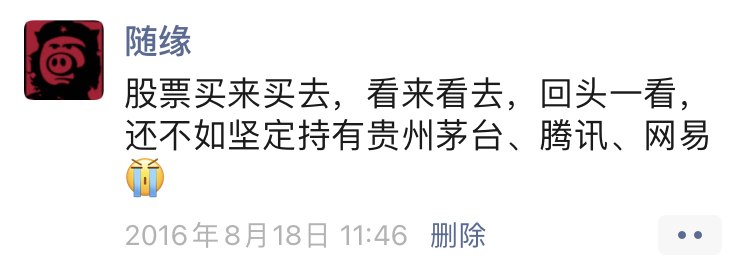 随缘
股票买来买去，看来看去，回头一看，
还不如坚定持有贵州茅台、腾讯、网易
😭
2016年8月18日 11:46 删除